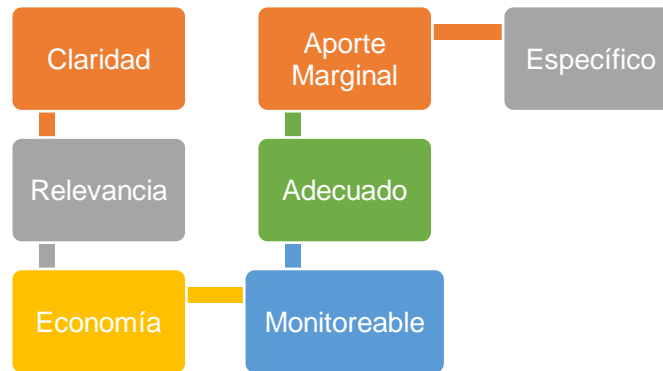 Claridad
Relevancia
Economía
Monitoreable
Adecuado
Aporte
Marginal
Específico